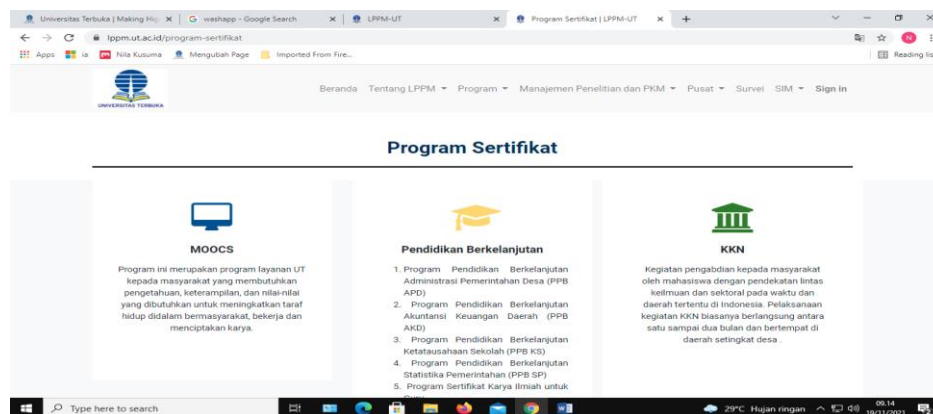 Universitas Terbuka | Making Hig
washapp - Google Search
LPPM-UT
Program Sertifikat | LPPM-UT
lppm.ut.ac.id/program-sertifikat
Apps
ia
Nila Kusuma
Mengubah Page
Imported From Fire...
Reading lis
UNIVERSITAS TERBUKA
Beranda Tentang LPPM Program Manajemen Penelitian dan PKM Pusat Survei SIM Sign in
Program Sertifikat
MOOCS
Program ini merupakan program layanan UT
kepada masyarakat yang membutuhkan
pengetahuan, keterampilan, dan nilai-nilai
yang dibutuhkan untuk meningkatkan taraf
hidup didalam bermasyarakat, bekerja dan
menciptakan karya.
Pendidikan Berkelanjutan
1. Program Pendidikan Berkelanjutan
Administrasi Pemerintahan Desa (PPB
APD)
2. Program Pendidikan Berkelanjutan
Akuntansi Keuangan Daerah (PPB
AKD)
3. Program Pendidikan Berkelanjutan
Ketatausahaan Sekolah (PPB KS)
4. Program Pendidikan Berkelanjutan
Statistika Pemerintahan (PPB SP)
5. Program Sertifikat Karya Ilmiah untuk
KKN
Kegiatan pengabdian kepada masyarakat
oleh mahasiswa dengan pendekatan lintas
keilmuan dan sektoral pada waktu dan
daerah tertentu di Indonesia. Pelaksanaan
kegiatan KKN biasanya berlangsung antara
satu sampai dua bulan dan bertempat di
daerah setingkat desa .
Type here to search
29°C Hujan ringan
09.14
19/11/2021